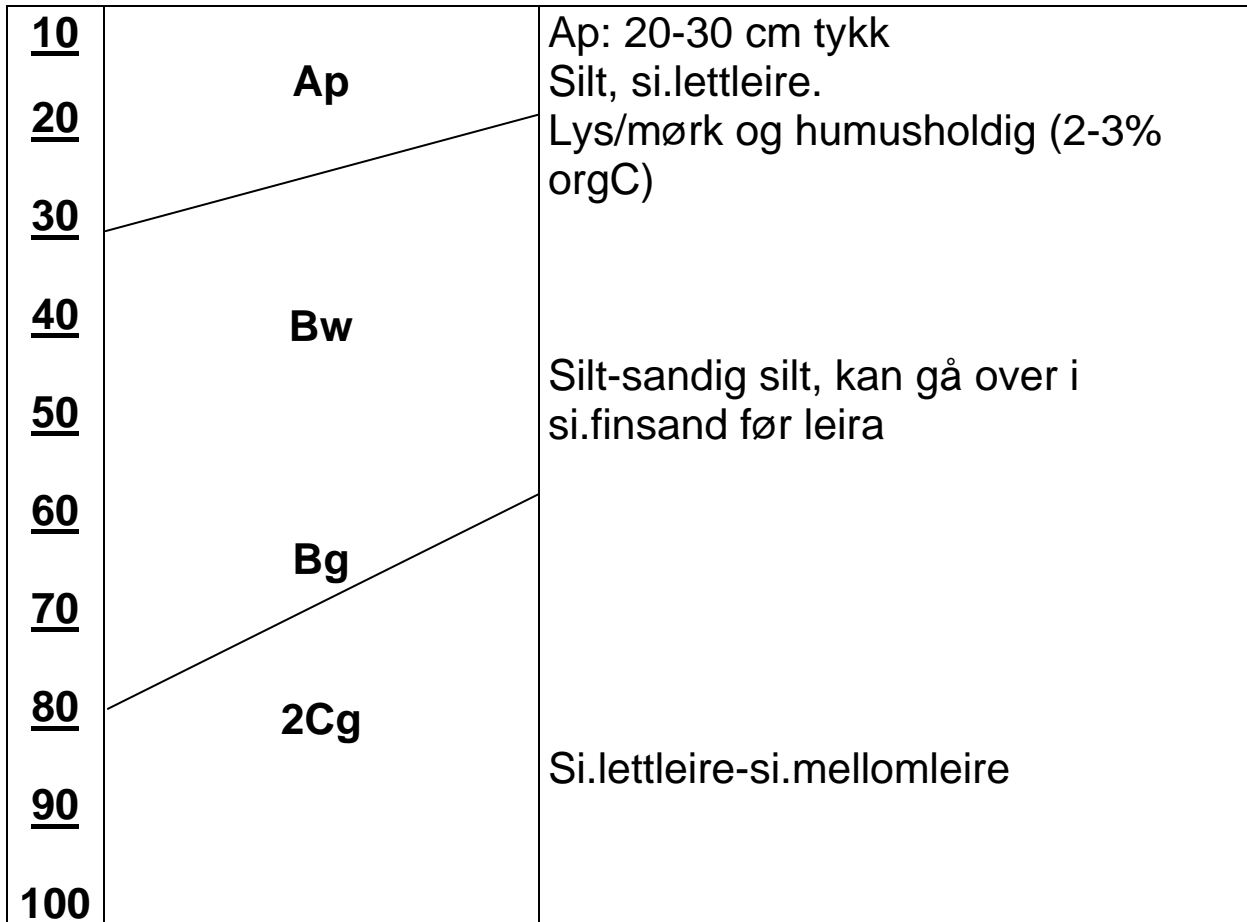 10
Ap: 20-30 cm tykk
Ap
Silt, si.lettleire.
20
Lys/mørk og humusholdig (2-3%
orgC)
30
40
Bw
Silt-sandig silt, kan gå over i
50
si.finsand før leira
60
Bg
70
80
2Cg
Si.lettleire-si.mellomleire
90
100